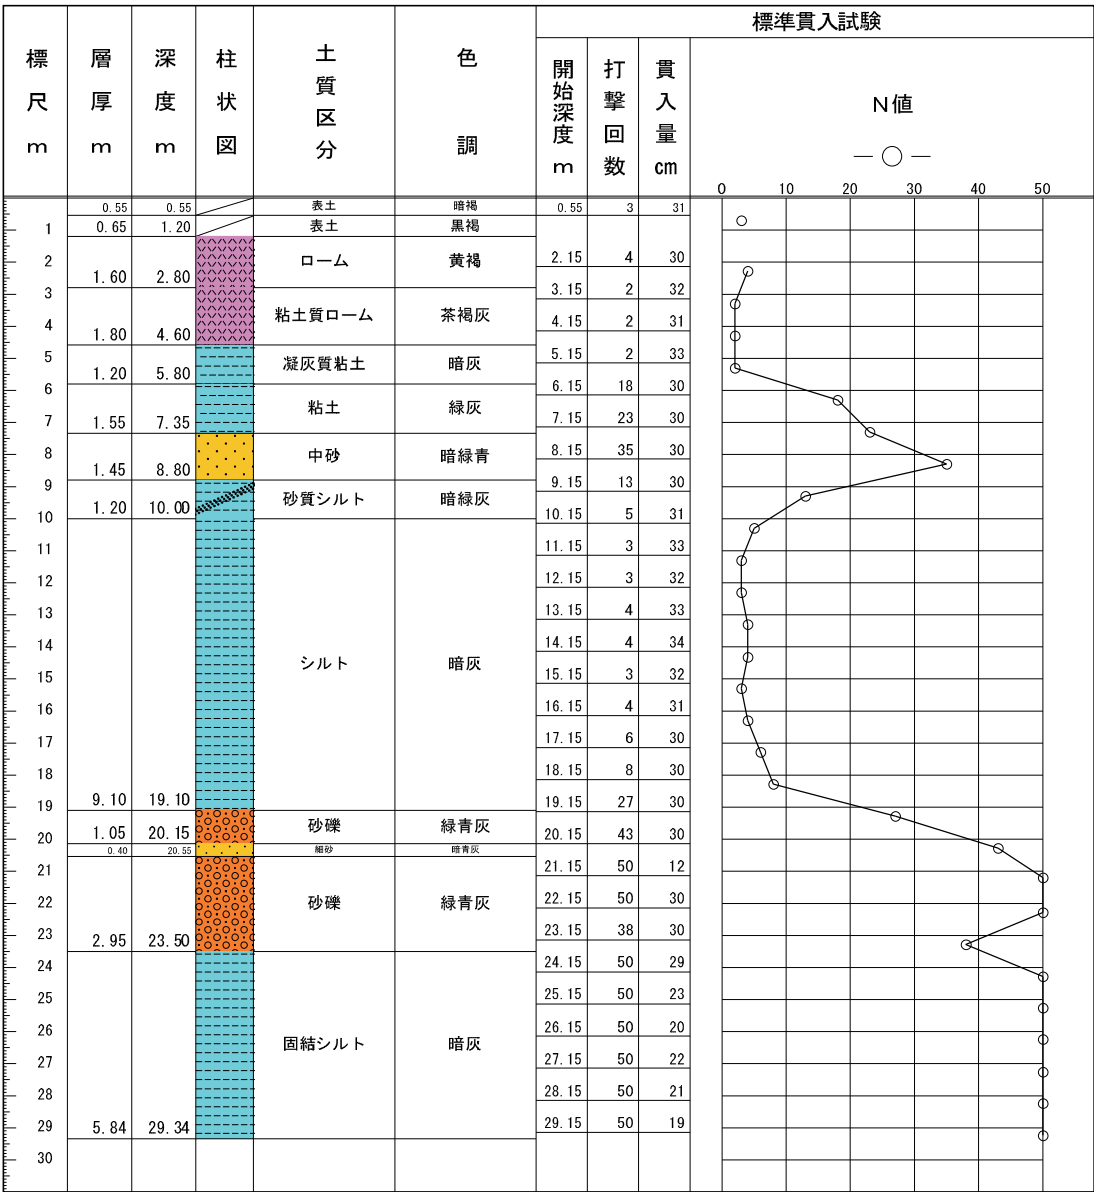 標尺m
層厚m
深度m
柱状図
土質区分
色調
標準貫入試験
開始深度m
打撃回数
貫入量cm
N値
0 10 20 30 40 50
0.55 0.55 表土 暗褐 0.55 3 31
1
0.65 1.20 表土 黒褐
2
ローム 黄褐 2.15 4 30
1.60 2.80
3
3.15 2 32
粘土質ローム 茶褐灰
4
4.15 2 31
1.80 4.60
5
凝灰質粘土 暗灰 5.15 2 33
1.20 5.80
6
6.15 18 30
粘土 緑灰
7
1.55 7.35 7.15 23 30
8
中砂 暗緑青 8.15 35 30
1.45 8.80
9
9.15 13 30
砂質シルト 暗緑灰
1.20 10.00
10
10.15 5 31
11
11.15 3 33
12
12.15 3 32
13
13.15 4 33
14
14.15 4 34
シルト 暗灰
15
15.15 3 32
16
16.15 4 31
17
17.15 6 30
18
18.15 8 30
9.10 19.10
19
19.15 27 30
1.05 20.15 砂礫 緑青灰
20
20.15 43 30
0.40 20.55 細砂 暗青灰
21
21.15 50 12
22
22.15 50 30
砂礫 緑青灰
23
23.15 38 30
2.95 23.50
24
24.15 50 29
25
25.15 50 23
26
26.15 50 20
固結シルト 暗灰
27
27.15 50 22
28
28.15 50 21
29
29.15 50 19
5.84 29.34
30